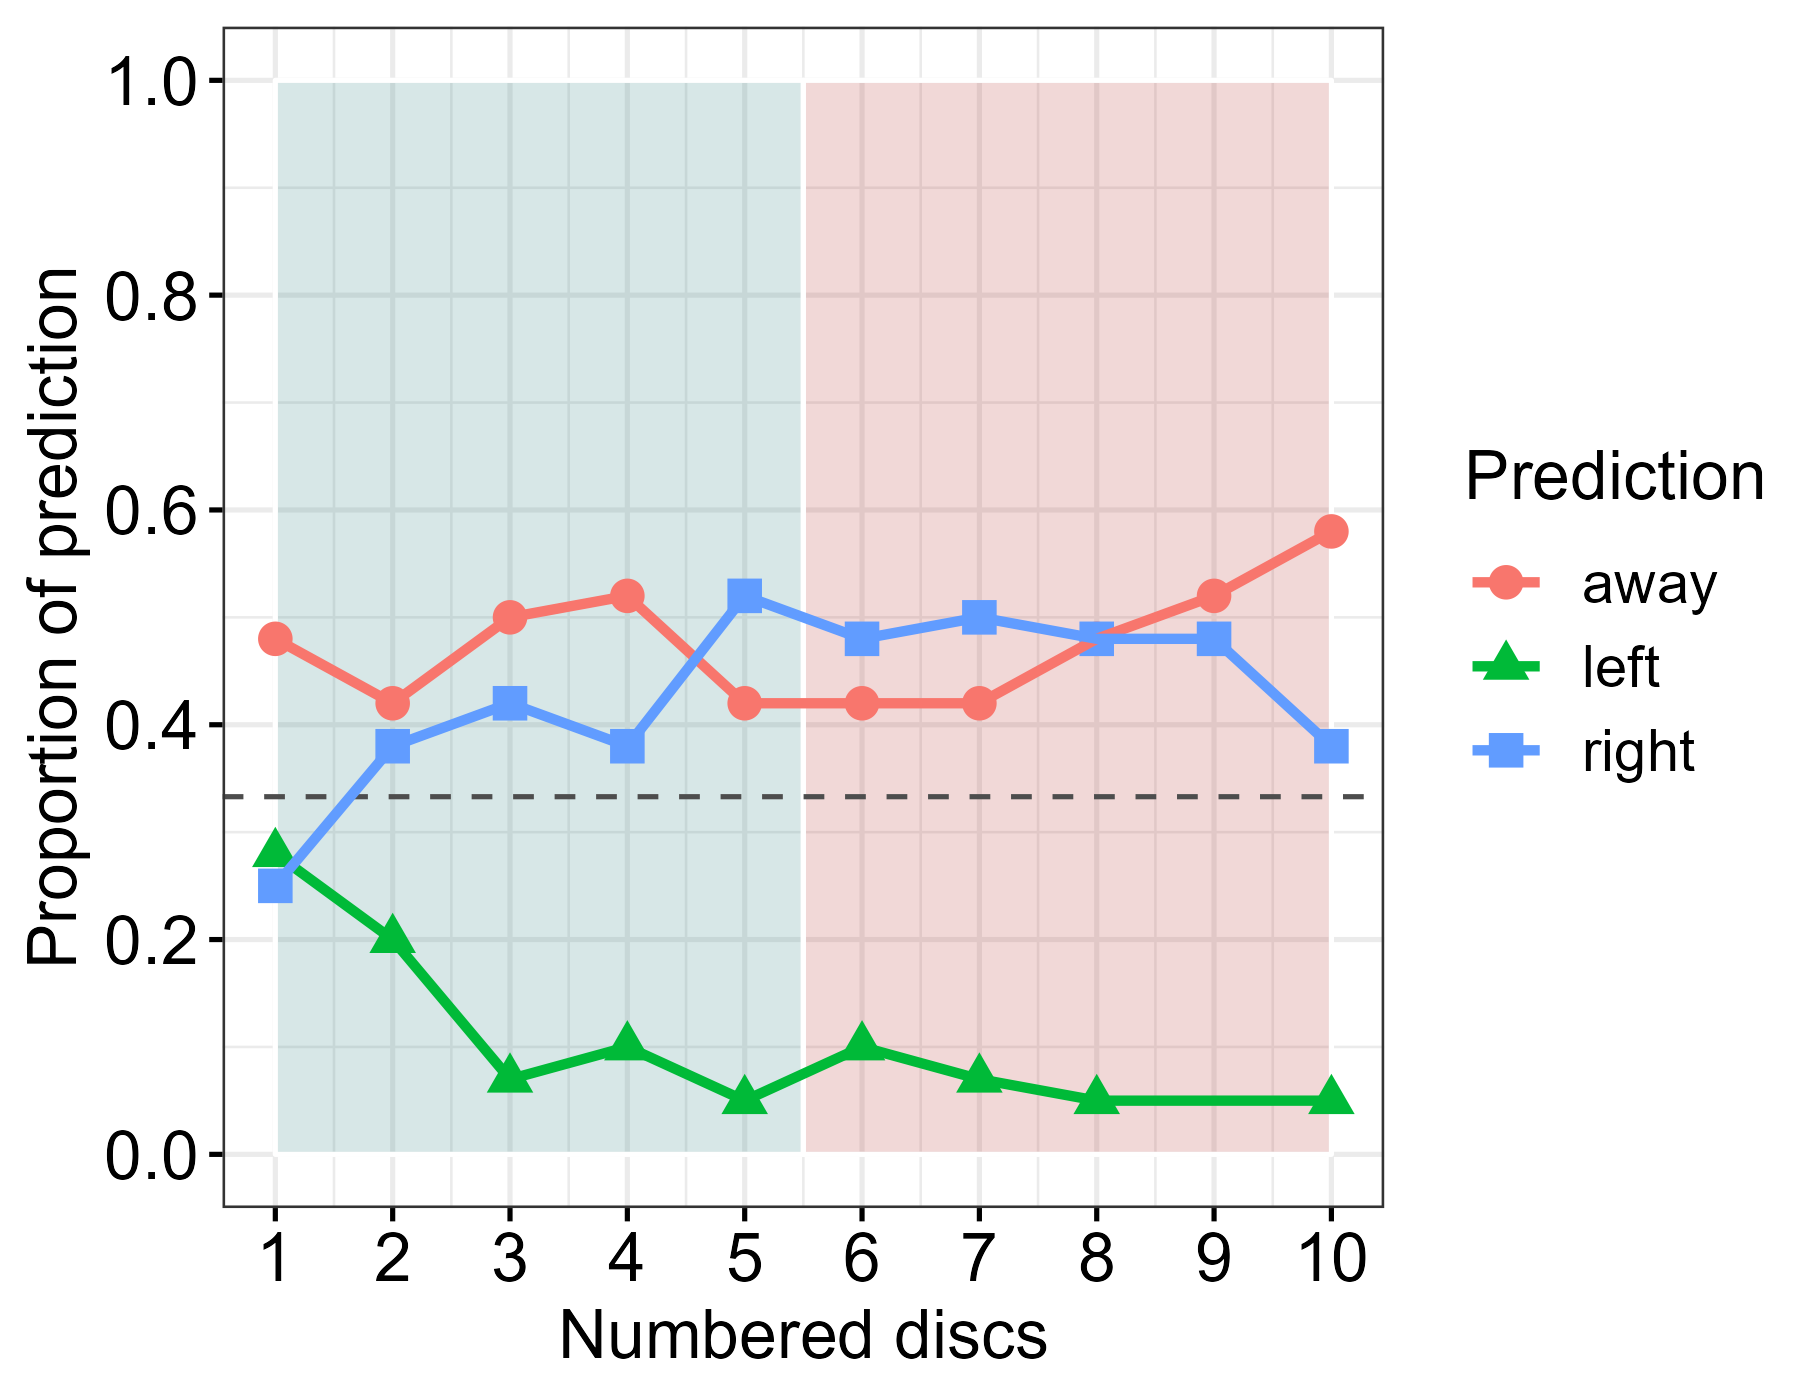 Proportion of prediction
1.0
0.8
0.6
0.4
0.2
0.0
1 2 3 4 5 6 7 8 9 10
Numbered discs
Prediction
away
left
right